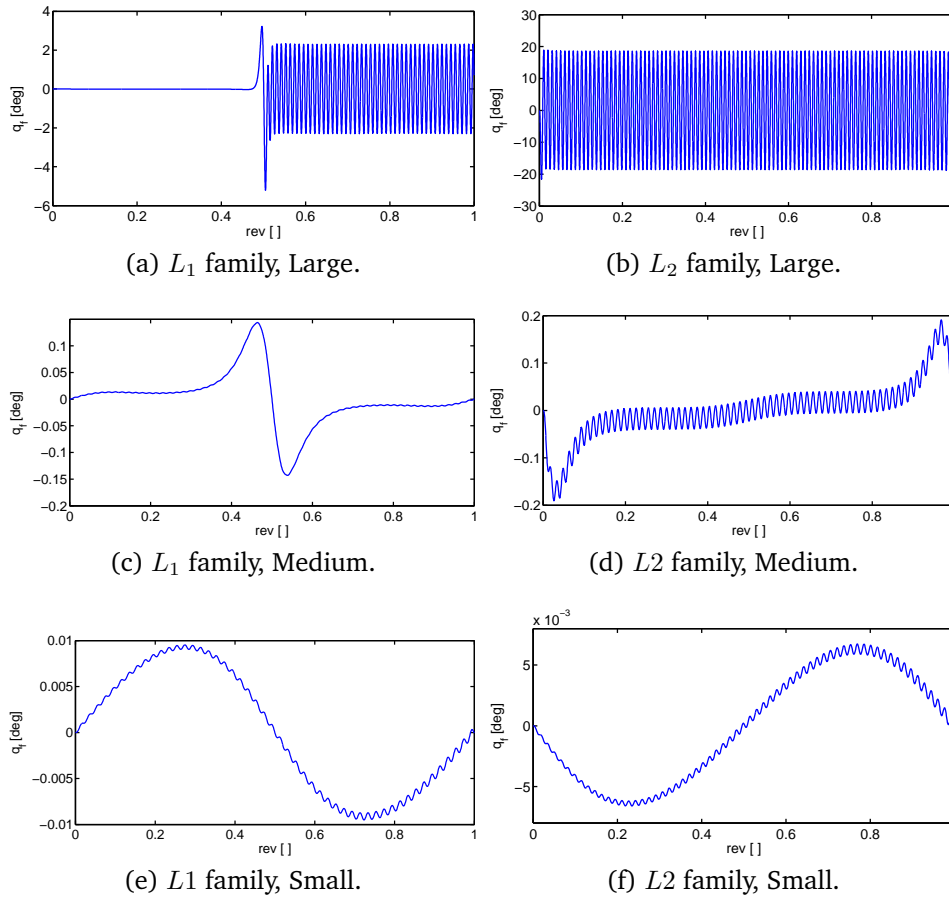 4
2
0
−2
−4
−6
q_f [deg]
0 0.2 0.4 0.6 0.8 1
rev [ ]
(a) L₁ family, Large.
30
20
10
0
−10
−20
−30
q_f [deg]
0 0.2 0.4 0.6 0.8
rev [ ]
(b) L₂ family, Large.
0.1
0.05
0
−0.05
−0.1
−0.15
−0.2
q_f [deg]
0 0.2 0.4 0.6 0.8 1
rev [ ]
(c) L₁ family, Medium.
0.2
0.1
0
−0.1
−0.2
q_f [deg]
0 0.2 0.4 0.6 0.8
rev [ ]
(d) L2 family, Medium.
0.01
0.005
0
−0.005
−0.01
q_f [deg]
0 0.2 0.4 0.6 0.8 1
rev [ ]
(e) L1 family, Small.
x 10⁻³
5
0
−5
q_f [deg]
0 0.2 0.4 0.6 0.8
rev [ ]
(f) L2 family, Small.